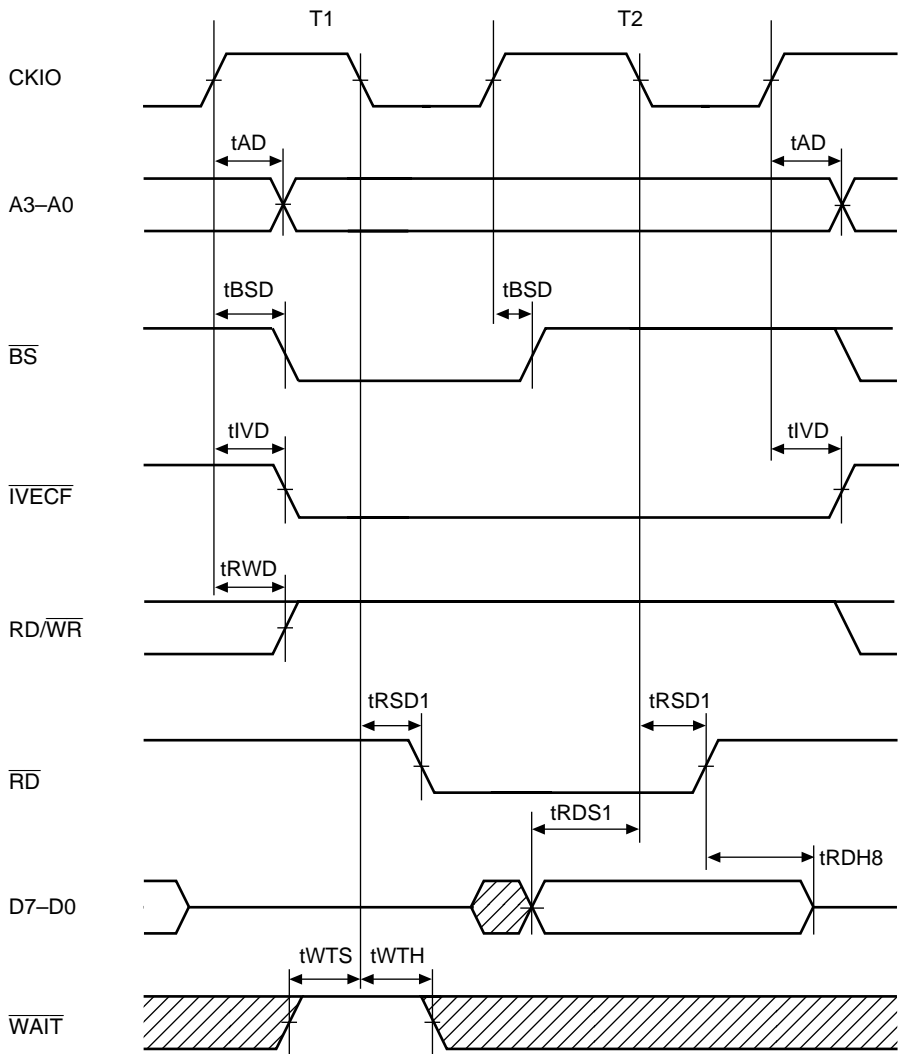 T1 T2
CKIO
tAD tAD
A3–A0
tBSD tBSD
BS
tIVD tIVD
IVECF
tRWD
RD/WR
tRSD1 tRSD1
RD
tRDS1
tRDH8
D7–D0
tWTS tWTH
WAIT